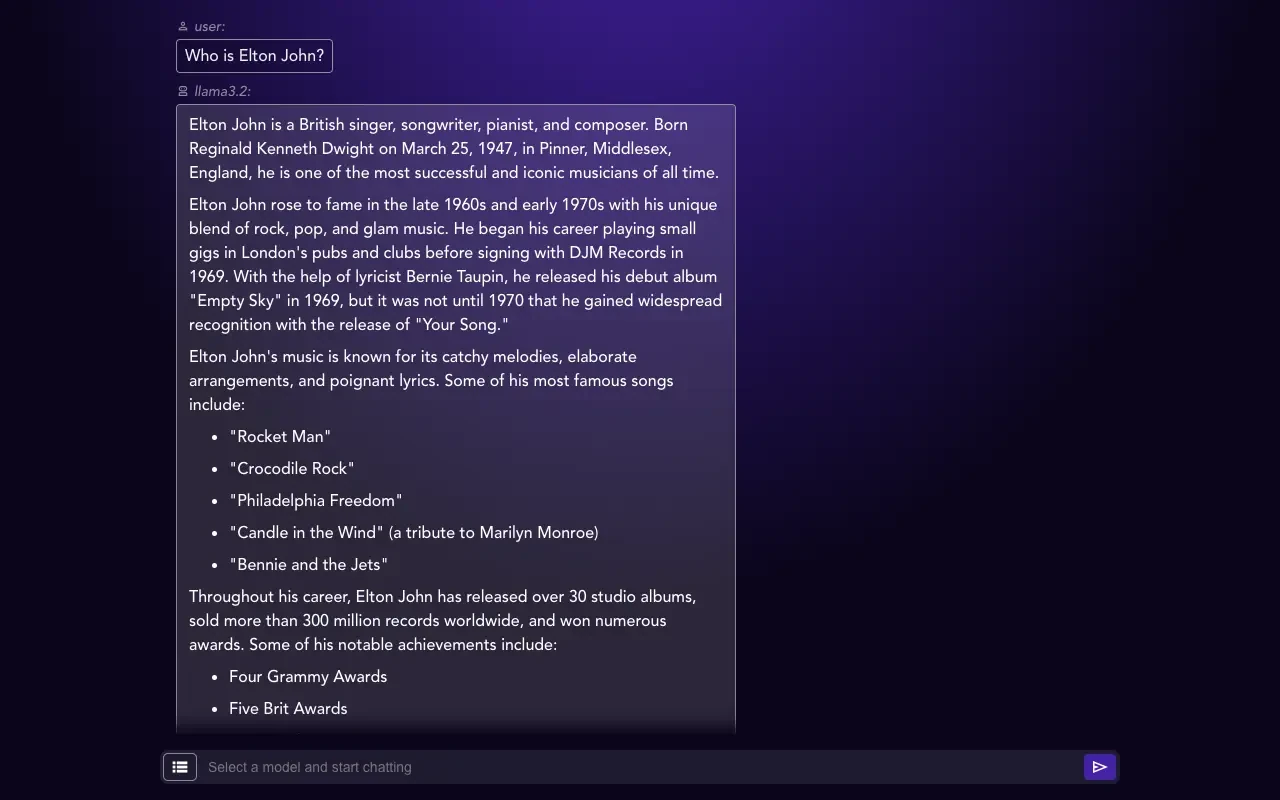 user:
Who is Elton John?
llama3.2:
Elton John is a British singer, songwriter, pianist, and composer. Born
Reginald Kenneth Dwight on March 25, 1947, in Pinner, Middlesex,
England, he is one of the most successful and iconic musicians of all time.
Elton John rose to fame in the late 1960s and early 1970s with his unique
blend of rock, pop, and glam music. He began his career playing small
gigs in London's pubs and clubs before signing with DJM Records in
1969. With the help of lyricist Bernie Taupin, he released his debut album
"Empty Sky" in 1969, but it was not until 1970 that he gained widespread
recognition with the release of "Your Song."
Elton John's music is known for its catchy melodies, elaborate
arrangements, and poignant lyrics. Some of his most famous songs
include:
• "Rocket Man"
• "Crocodile Rock"
• "Philadelphia Freedom"
• "Candle in the Wind" (a tribute to Marilyn Monroe)
• "Bennie and the Jets"
Throughout his career, Elton John has released over 30 studio albums,
sold more than 300 million records worldwide, and won numerous
awards. Some of his notable achievements include:
• Four Grammy Awards
• Five Brit Awards
Select a model and start chatting